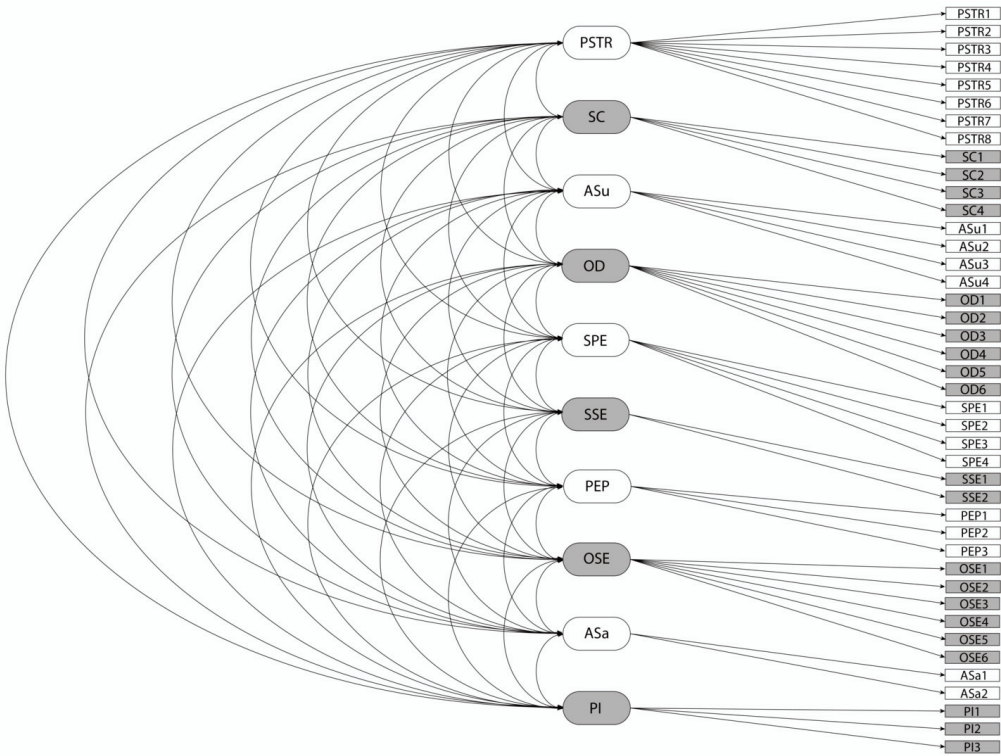 PSTR
SC
ASu
OD
SPE
SSE
PEP
OSE
ASa
PI
PSTR1
PSTR2
PSTR3
PSTR4
PSTR5
PSTR6
PSTR7
PSTR8
SC1
SC2
SC3
SC4
ASu1
ASu2
ASu3
ASu4
OD1
OD2
OD3
OD4
OD5
OD6
SPE1
SPE2
SPE3
SPE4
SSE1
SSE2
PEP1
PEP2
PEP3
OSE1
OSE2
OSE3
OSE4
OSE5
OSE6
ASa1
ASa2
PI1
PI2
PI3